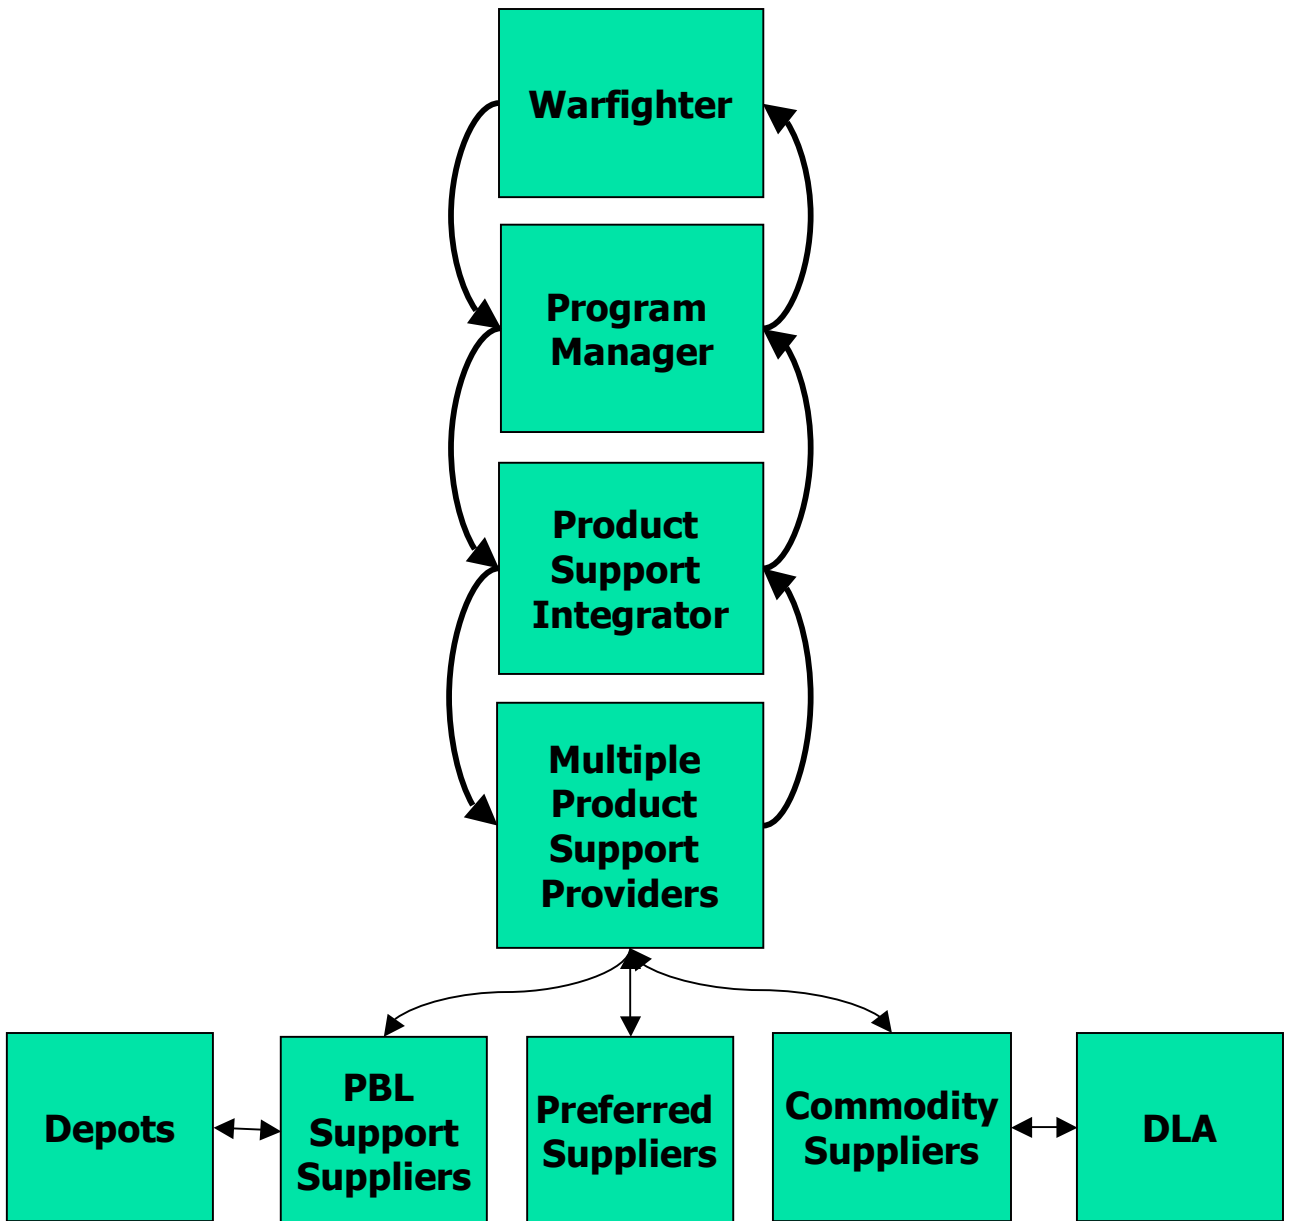 Warfighter
Program
Manager
Product
Support
Integrator
Multiple
Product
Support
Providers
Depots
PBL
Support
Suppliers
Preferred
Suppliers
Commodity
Suppliers
DLA